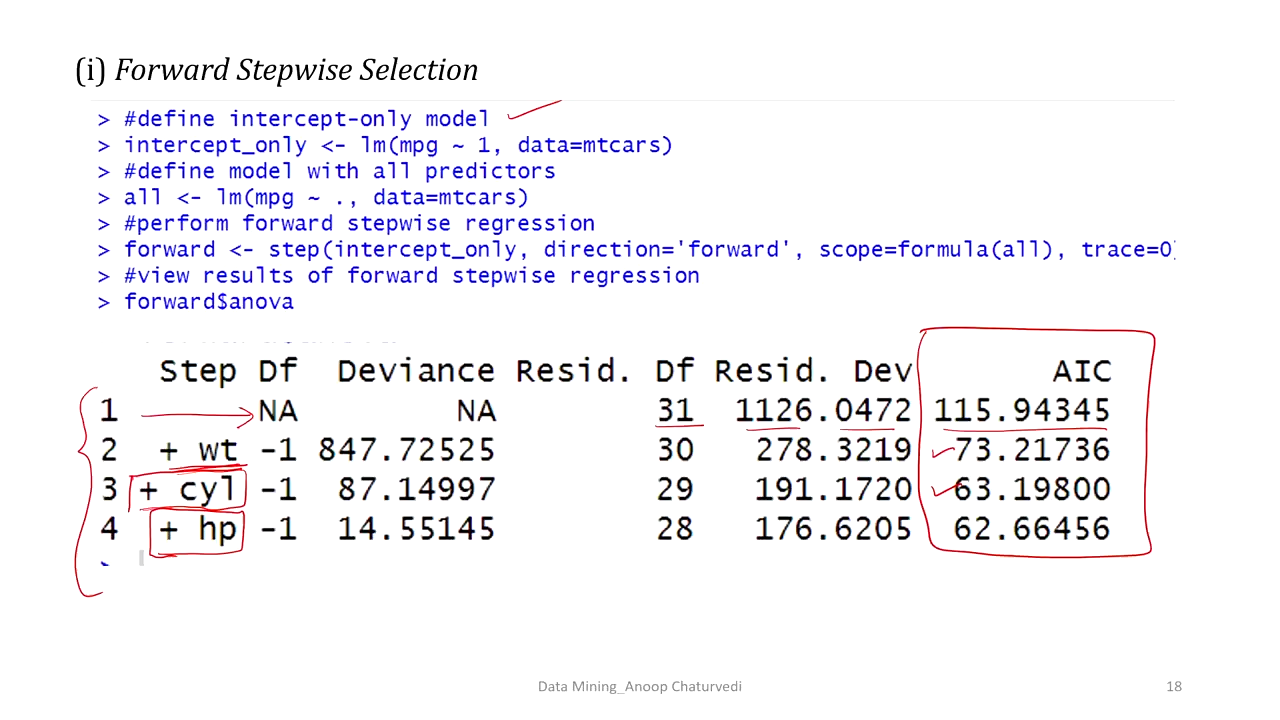 (i) Forward Stepwise Selection
> #define intercept-only model
> intercept_only <- lm(mpg ~ 1, data=mtcars)
> #define model with all predictors
> all <- lm(mpg ~ ., data=mtcars)
> #perform forward stepwise regression
> forward <- step(intercept_only, direction='forward', scope=formula(all), trace=0)
> #view results of forward stepwise regression
> forward$anova
Step Df Deviance Resid. Df Resid. Dev AIC
1 NA NA 31 1126.0472 115.94345
2 + wt -1 847.72525 30 278.3219 73.21736
3 + cyl -1 87.14997 29 191.1720 63.19800
4 + hp -1 14.55145 28 176.6205 62.66456
Data Mining_Anoop Chaturvedi
18